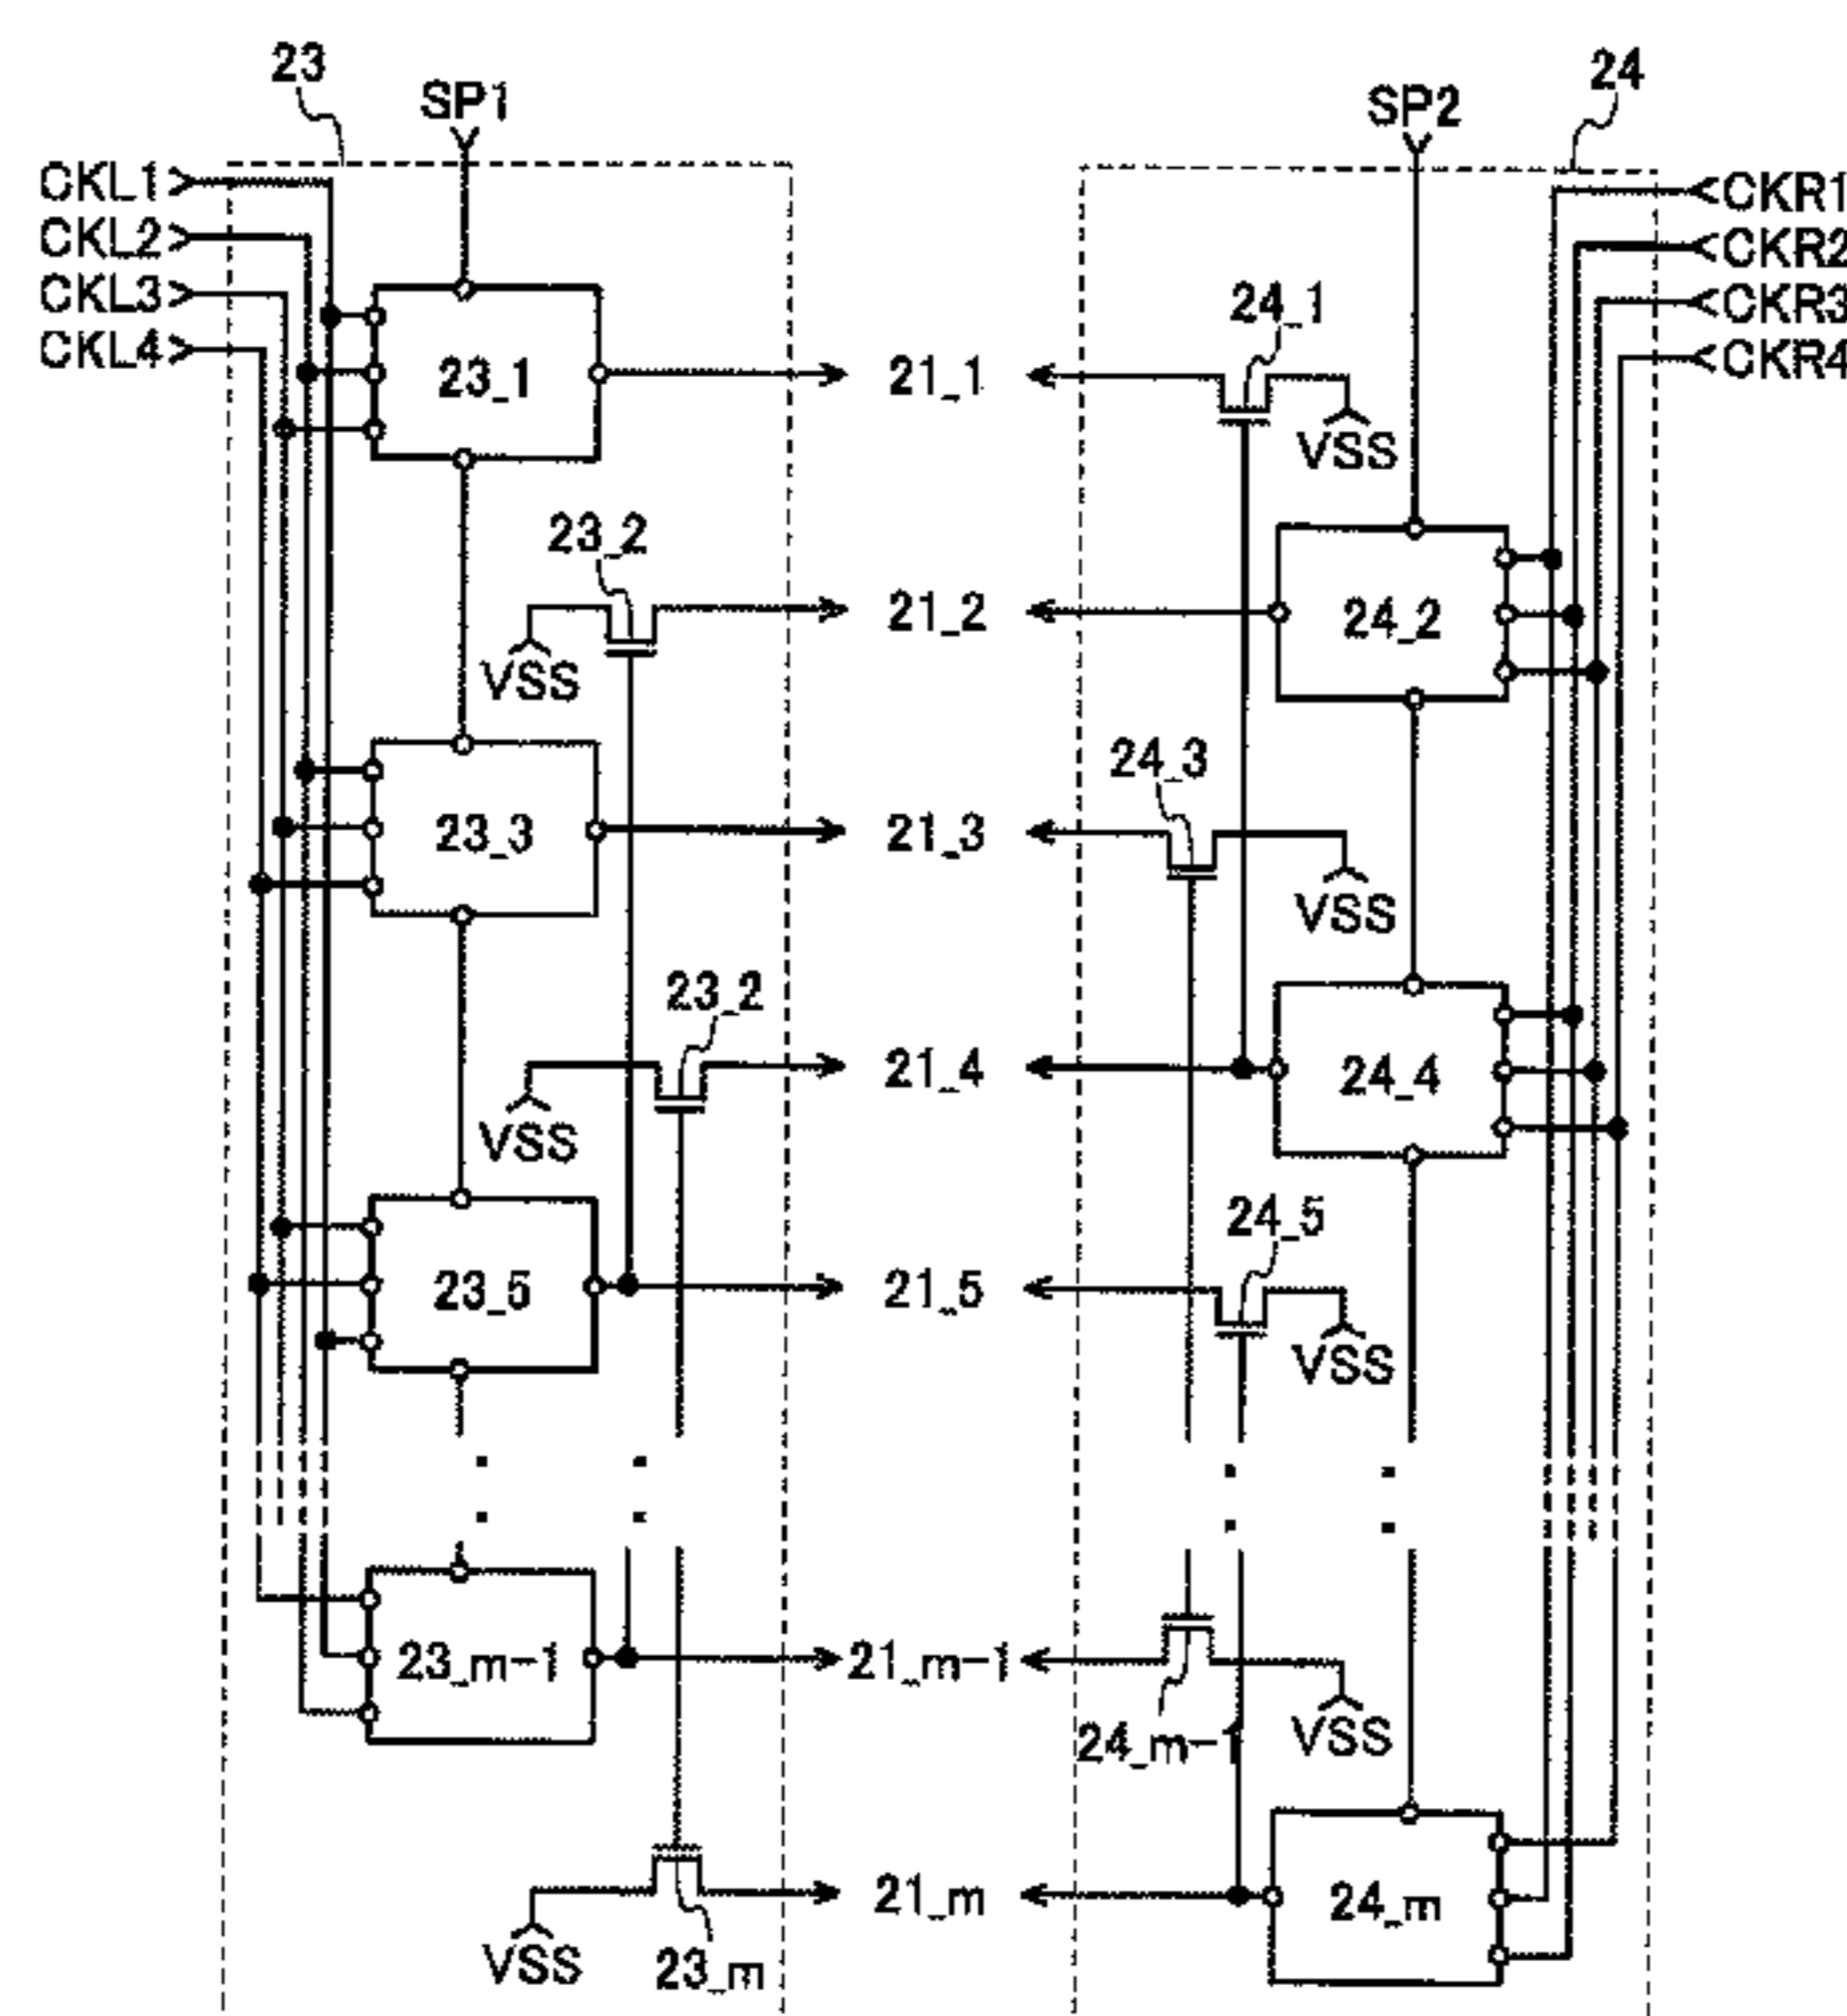 23
24
SP1
SP2
CKL1
CKL2
CKL3
CKL4
CKR1
CKR2
CKR3
CKR4
23_1
21_1
24_1
VSS
23_2
VSS
21_2
24_2
24_3
23_3
21_3
VSS
23_2
VSS
21_4
24_4
24_5
23_5
21_5
VSS
23_m-1
21_m-1
24_m-1
VSS
21_m
24_m
VSS
23_m